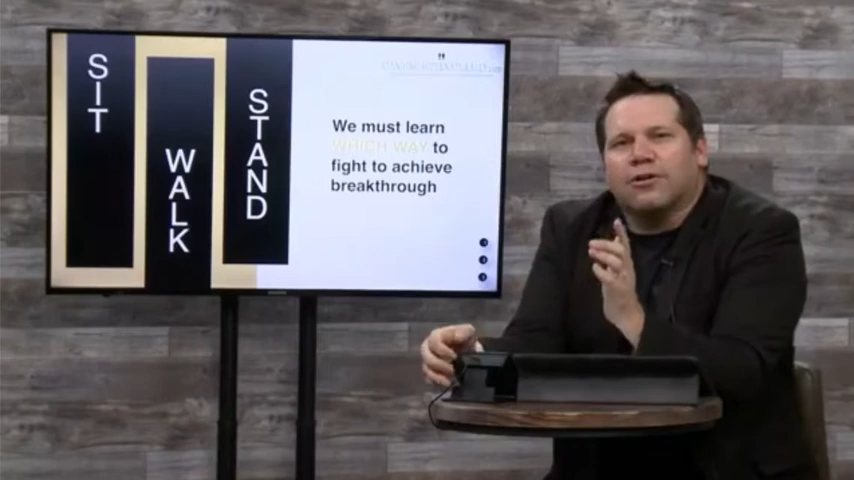 SIT
WALK
STAND
We must learn
WHICH WAY to
fight to achieve
breakthrough